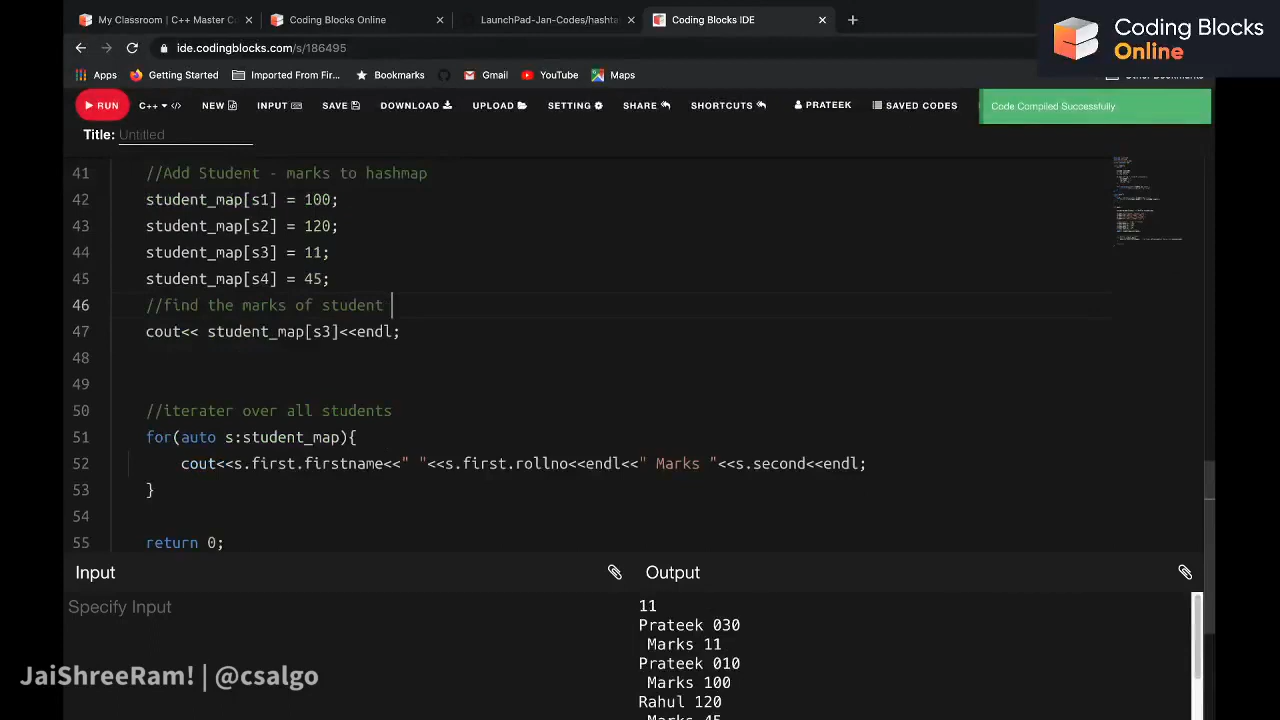 My Classroom | C++ Master C
Coding Blocks Online
LaunchPad-Jan-Codes/hashta
Coding Blocks IDE
Coding Blocks
Online
ide.codingblocks.com/s/186495
Apps
Getting Started
Imported From Fir...
Bookmarks
Gmail
YouTube
Maps
Other Bookmarks
RUN
C++
NEW
INPUT
SAVE
DOWNLOAD
UPLOAD
SETTING
SHARE
SHORTCUTS
PRATEEK
SAVED CODES
Code Compiled Successfully
Title: Untitled
41 //Add Student - marks to hashmap
42 student_map[s1] = 100;
43 student_map[s2] = 120;
44 student_map[s3] = 11;
45 student_map[s4] = 45;
46 //find the marks of student
47 cout<< student_map[s3]<<endl;
48
49
50 //iterater over all students
51 for(auto s:student_map){
52 cout<<s.first.firstname<<" "<<s.first.rollno<<endl<<" Marks "<<s.second<<endl;
53 }
54
55 return 0;
Input
Specify Input
Output
11
Prateek 030
Marks 11
Prateek 010
Marks 100
Rahul 120
Marks 45
JaiShreeRam! | @csalgo